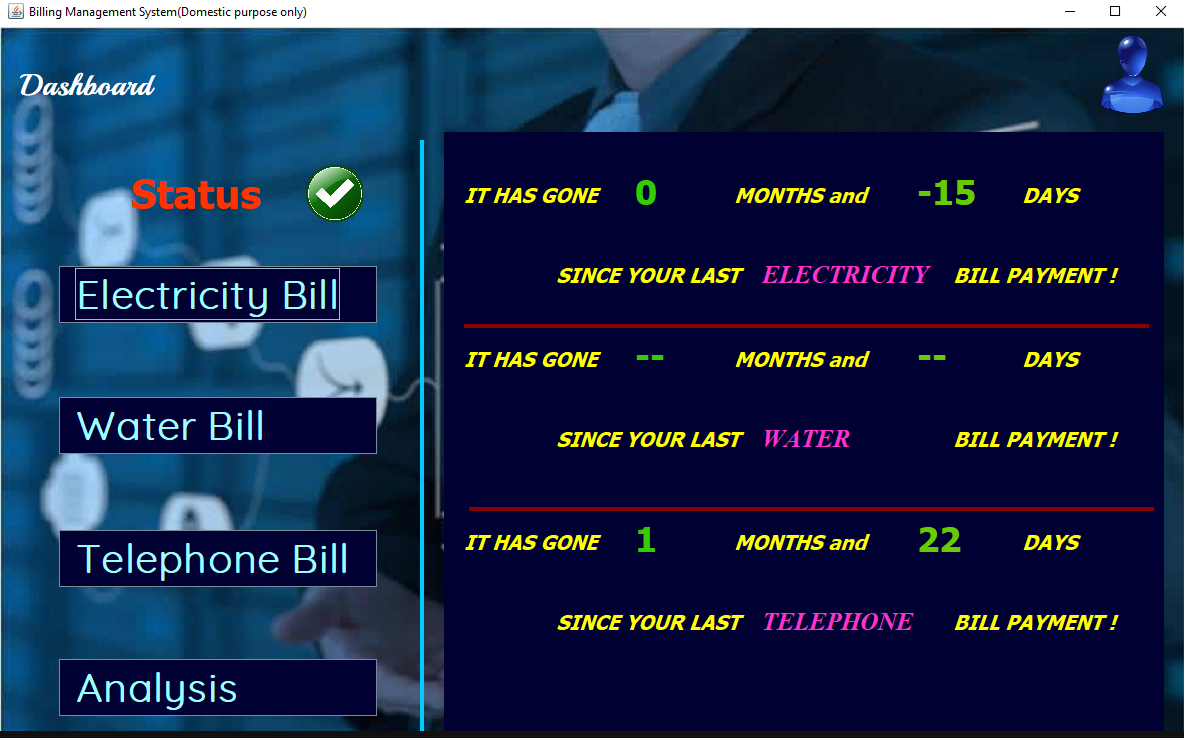 Billing Management System(Domestic purpose only)
Dashboard
Status
Electricity Bill
Water Bill
Telephone Bill
Analysis
IT HAS GONE 0 MONTHS and -15 DAYS
SINCE YOUR LAST ELECTRICITY BILL PAYMENT !
IT HAS GONE -- MONTHS and -- DAYS
SINCE YOUR LAST WATER BILL PAYMENT !
IT HAS GONE 1 MONTHS and 22 DAYS
SINCE YOUR LAST TELEPHONE BILL PAYMENT !